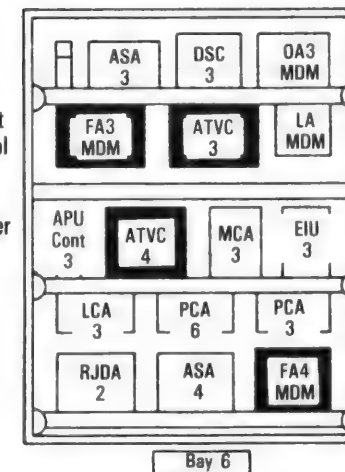 ASA 3
DSC 3
OA3 MDM
FA3 MDM
ATVC 3
LA MDM
APU Cont 3
ATVC 4
MCA 3
EIU 3
LCA 3
PCA 6
PCA 3
RJDA 2
ASA 4
FA4 MDM
Bay 6